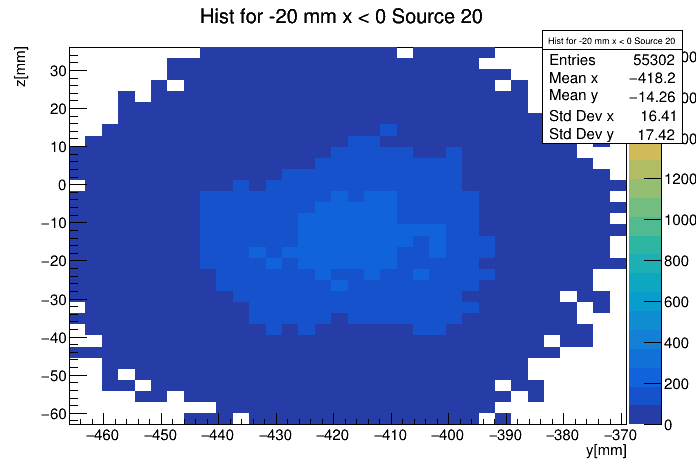 Hist for -20 mm x < 0 Source 20
Hist for -20 mm x < 0 Source 20
Entries 55302
Mean x −418.2
Mean y −14.26
Std Dev x 16.41
Std Dev y 17.42
z[mm]
30
20
10
0
−10
−20
−30
−40
−50
−60
−460 −450 −440 −430 −420 −410 −400 −390 −380 −370
y[mm]
1200
1000
800
600
400
200
0